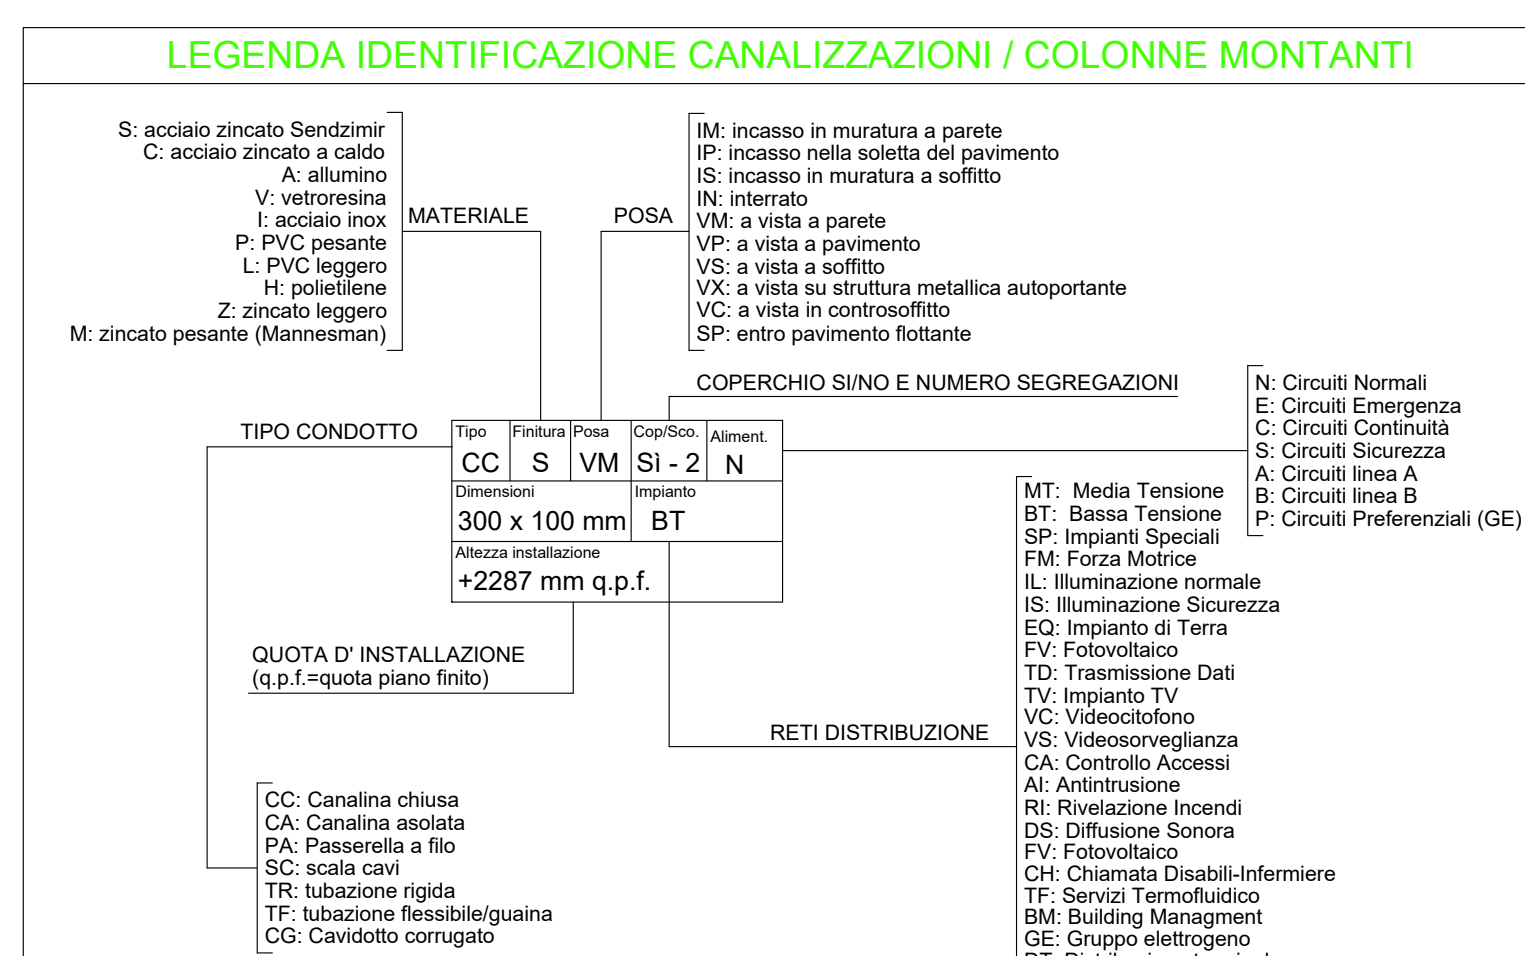 LEGENDA IDENTIFICAZIONE CANALIZZAZIONI / COLONNE MONTANTI
S: acciaio zincato Sendzimir
C: acciaio zincato a caldo
A: allumino
V: vetroresina
I: acciaio inox
P: PVC pesante
L: PVC leggero
H: polietilene
Z: zincato leggero
M: zincato pesante (Mannesman)
MATERIALE
POSA
IM: incasso in muratura a parete
IP: incasso nella soletta del pavimento
IS: incasso in muratura a soffitto
IN: interrato
VM: a vista a parete
VP: a vista a pavimento
VS: a vista a soffitto
VX: a vista su struttura metallica autoportante
VC: a vista in controsoffitto
SP: entro pavimento flottante
COPERCHIO SI/NO E NUMERO SEGREGAZIONI
N: Circuiti Normali
E: Circuiti Emergenza
C: Circuiti Continuità
S: Circuiti Sicurezza
A: Circuiti linea A
B: Circuiti linea B
P: Circuiti Preferenziali (GE)
TIPO CONDOTTO
Tipo Finitura Posa Cop/Sco. Aliment.
CC S VM Sì - 2 N
Dimensioni Impianto
300 x 100 mm BT
Altezza installazione
+2287 mm q.p.f.
QUOTA D' INSTALLAZIONE
(q.p.f.=quota piano finito)
RETI DISTRIBUZIONE
MT: Media Tensione
BT: Bassa Tensione
SP: Impianti Speciali
FM: Forza Motrice
IL: Illuminazione normale
IS: Illuminazione Sicurezza
EQ: Impianto di Terra
FV: Fotovoltaico
TD: Trasmissione Dati
TV: Impianto TV
VC: Videocitofono
VS: Videosorveglianza
CA: Controllo Accessi
AI: Antintrusione
RI: Rivelazione Incendi
DS: Diffusione Sonora
FV: Fotovoltaico
CH: Chiamata Disabili-Infermiere
TF: Servizi Termofluidico
BM: Building Managment
GE: Gruppo elettrogeno
CC: Canalina chiusa
CA: Canalina asolata
PA: Passerella a filo
SC: scala cavi
TR: tubazione rigida
TF: tubazione flessibile/guaina
CG: Cavidotto corrugato